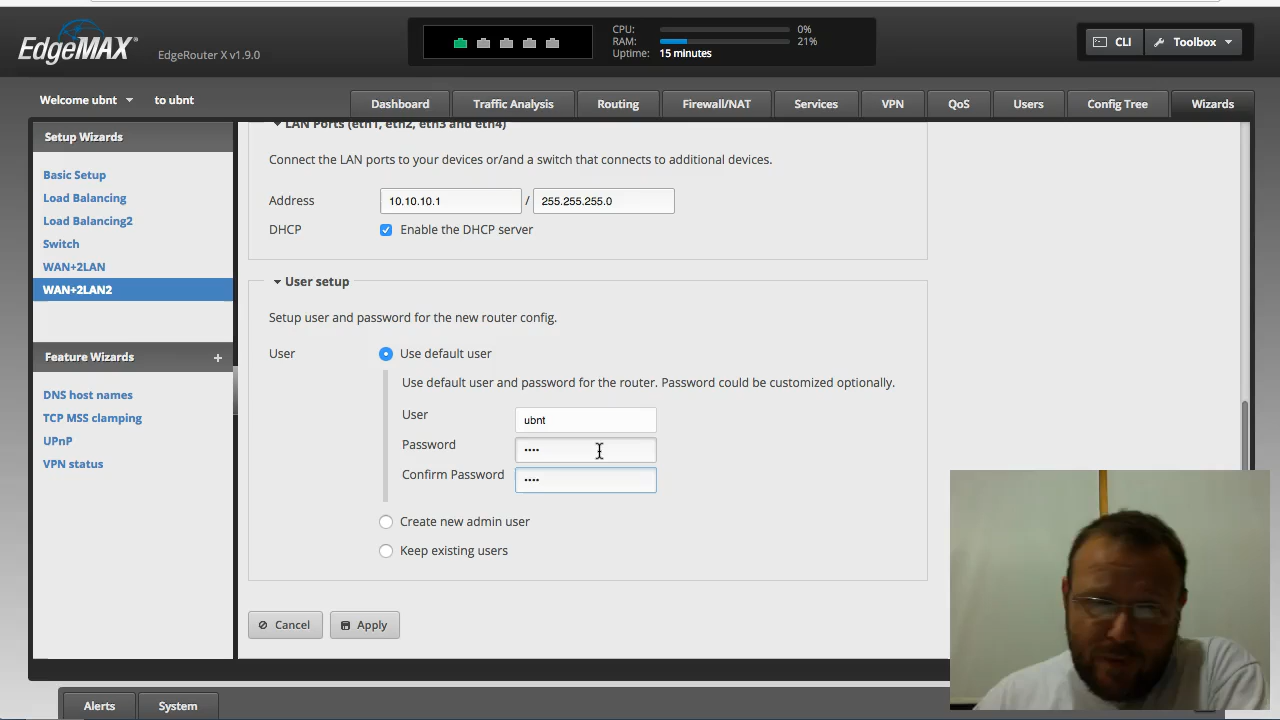 EdgeMAX
EdgeRouter X v1.9.0
CPU: 0%
RAM: 21%
Uptime: 15 minutes
CLI
Toolbox
Welcome ubnt to ubnt
Dashboard
Traffic Analysis
Routing
Firewall/NAT
Services
VPN
QoS
Users
Config Tree
Wizards
Setup Wizards
Basic Setup
Load Balancing
Load Balancing2
Switch
WAN+2LAN
WAN+2LAN2
Feature Wizards +
DNS host names
TCP MSS clamping
UPnP
VPN status
LAN Ports (eth1, eth2, eth3 and eth4)
Connect the LAN ports to your devices or/and a switch that connects to additional devices.
Address 10.10.10.1 / 255.255.255.0
DHCP Enable the DHCP server
User setup
Setup user and password for the new router config.
User Use default user
Use default user and password for the router. Password could be customized optionally.
User ubnt
Password ••••
Confirm Password ••••
Create new admin user
Keep existing users
Cancel
Apply
Alerts
System